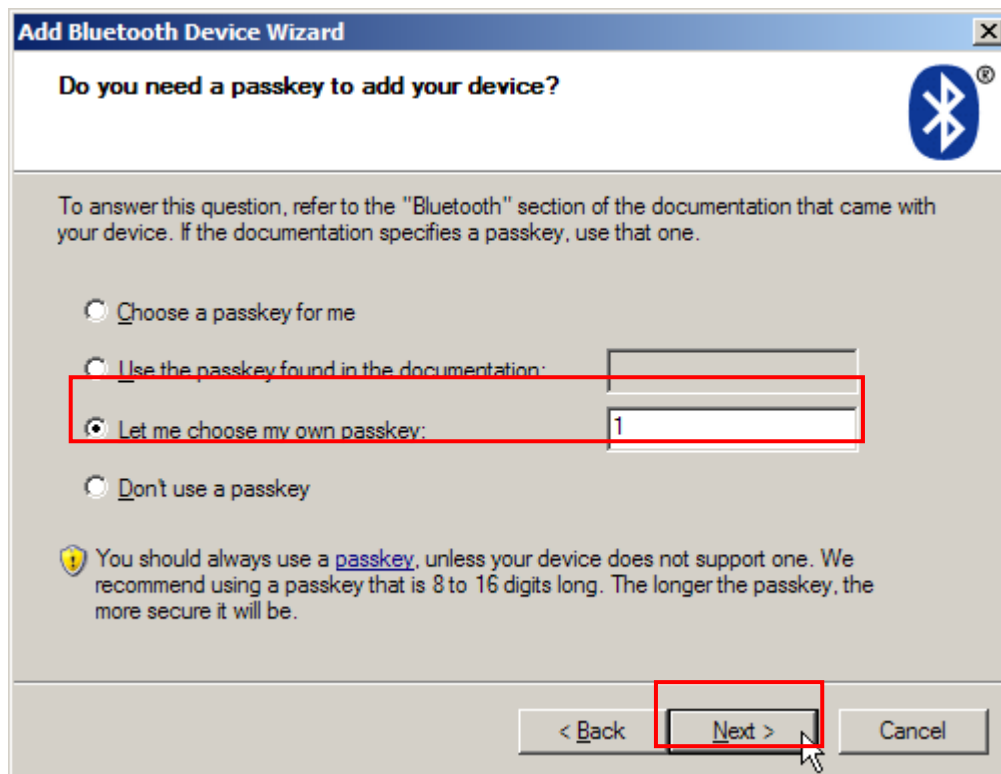 Add Bluetooth Device Wizard
Do you need a passkey to add your device?
®
To answer this question, refer to the "Bluetooth" section of the documentation that came with
your device. If the documentation specifies a passkey, use that one.
Choose a passkey for me
Use the passkey found in the documentation:
Let me choose my own passkey: 1
Don't use a passkey
You should always use a passkey, unless your device does not support one. We
recommend using a passkey that is 8 to 16 digits long. The longer the passkey, the
more secure it will be.
< Back Next > Cancel